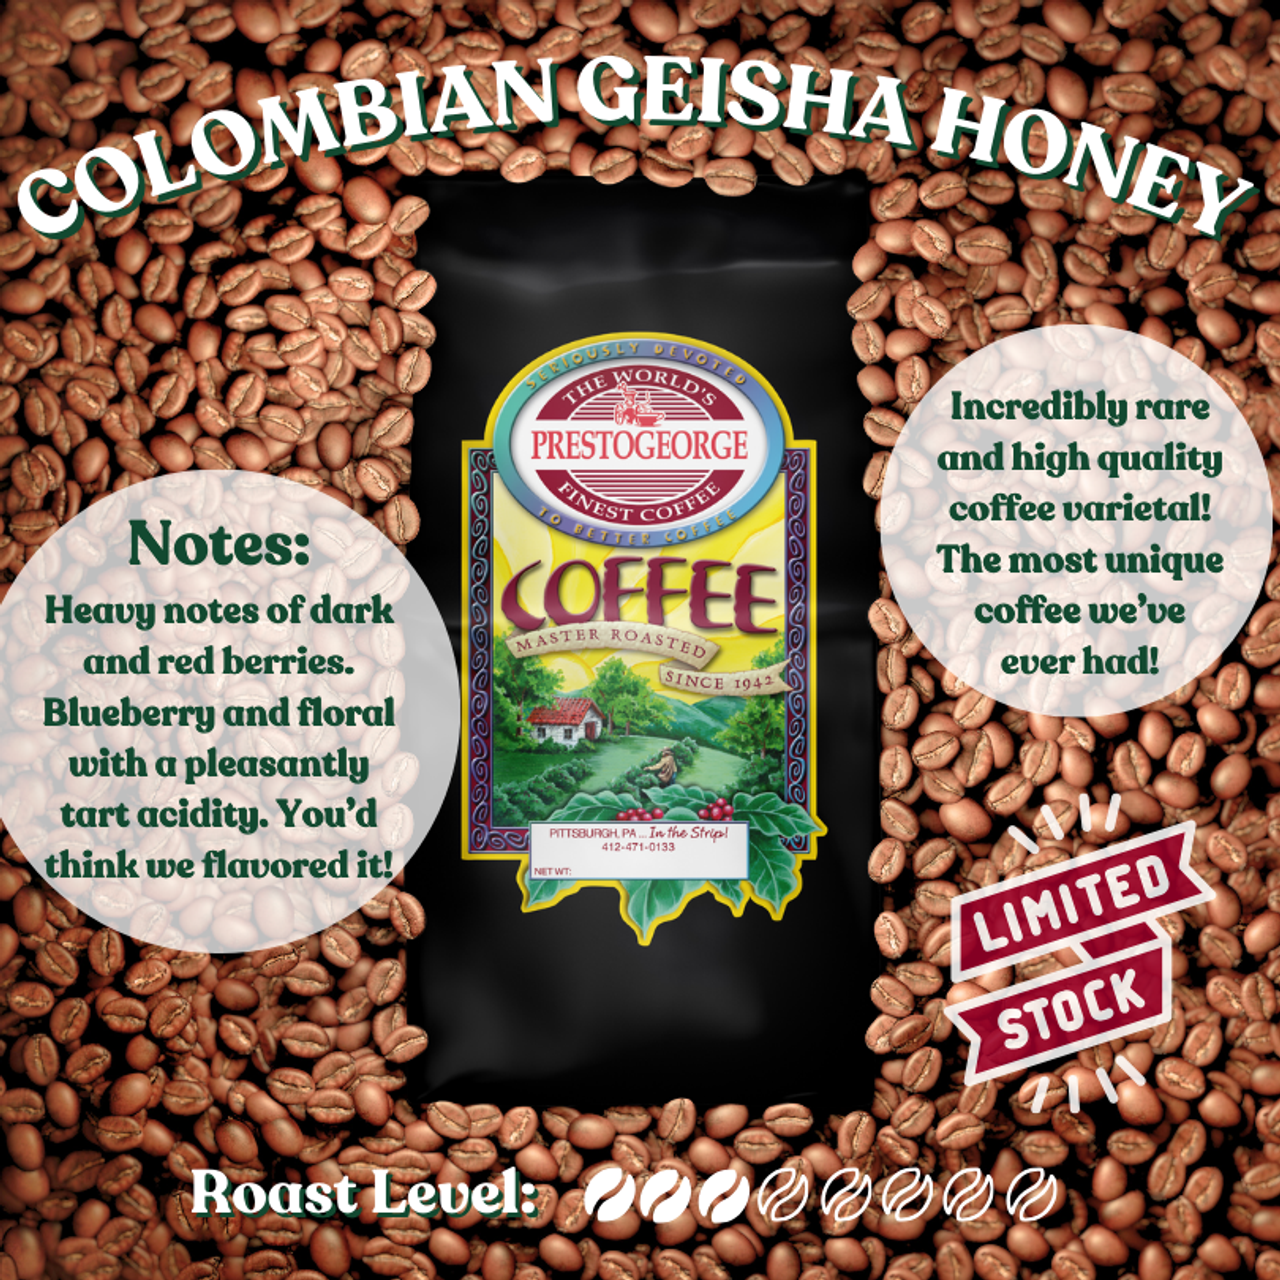 COLOMBIAN GEISHA HONEY
SERIOUSLY DEVOTED
THE WORLD'S
PRESTOGEORGE
FINEST COFFEE
TO BETTER COFFEE
COFFEE
MASTER ROASTED
SINCE 1942
PITTSBURGH, PA... In the Strip!
412-471-0133
NET WT:
Notes:
Heavy notes of dark
and red berries.
Blueberry and floral
with a pleasantly
tart acidity. You'd
think we flavored it!
Incredibly rare
and high quality
coffee varietal!
The most unique
coffee we've
ever had!
LIMITED
STOCK
Roast Level: